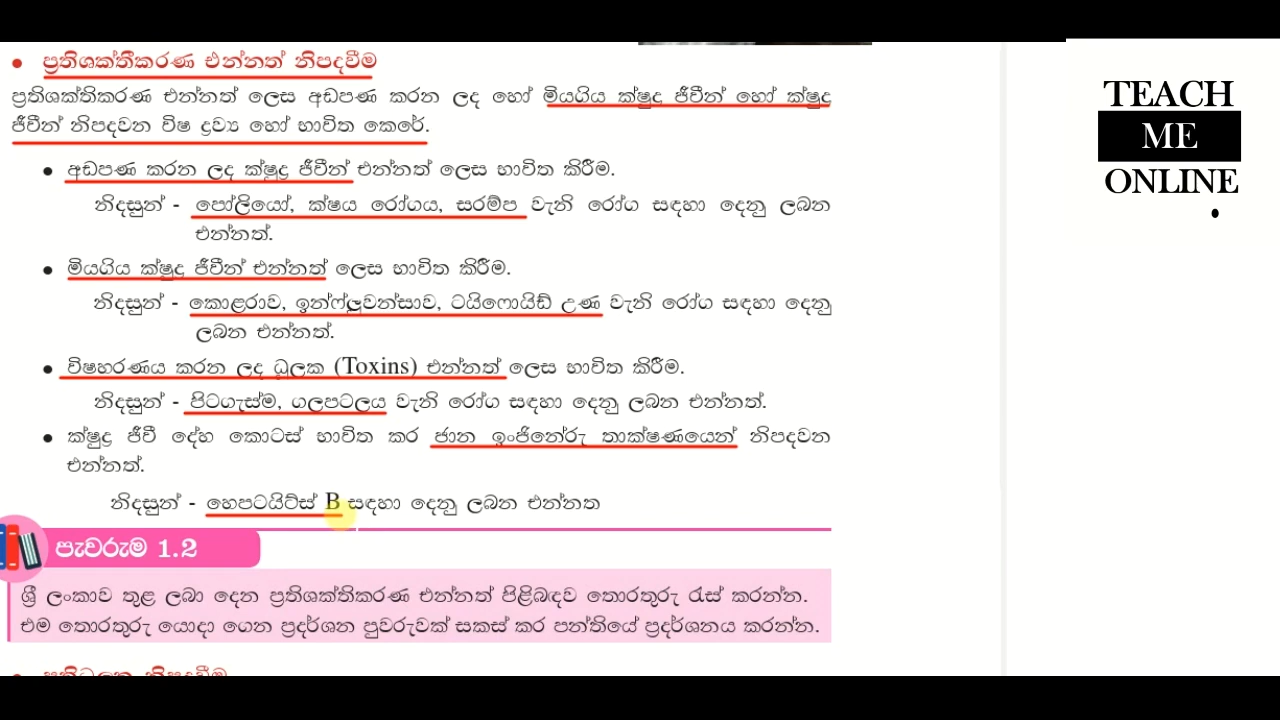 • ප්‍රතිශක්තීකරණ එන්නත් නිපදවීම
ප්‍රතිශක්තිකරණ එන්නත් ලෙස අඩපණ කරන ලද හෝ මියගිය ක්ෂුද්‍ර ජීවීන් හෝ ක්ෂුද්‍ර
ජීවීන් නිපදවන විෂ ද්‍රව්‍ය හෝ භාවිත කෙරේ.
• අඩපණ කරන ලද ක්ෂුද්‍ර ජීවීන් එන්නත් ලෙස භාවිත කිරීම.
නිදසුන් - පෝලියෝ, ක්ෂය රෝගය, සරම්ප වැනි රෝග සඳහා දෙනු ලබන
එන්නත්.
• මියගිය ක්ෂුද්‍ර ජීවීන් එන්නත් ලෙස භාවිත කිරීම.
නිදසුන් - කොළරාව, ඉන්ෆ්ලුවන්සාව, ටයිෆොයිඩ් උණ වැනි රෝග සඳහා දෙනු
ලබන එන්නත්.
• විෂහරණය කරන ලද ධූලක (Toxins) එන්නත් ලෙස භාවිත කිරීම.
නිදසුන් - පිටගැස්ම, ගලපටලය වැනි රෝග සඳහා දෙනු ලබන එන්නත්.
• ක්ෂුද්‍ර ජීවී දේහ කොටස් භාවිත කර ජාන ඉංජිනේරු තාක්ෂණයෙන් නිපදවන
එන්නත්.
නිදසුන් - හෙපටයිටිස් B සඳහා දෙනු ලබන එන්නත
පැවරුම 1.2
ශ්‍රී ලංකාව තුළ ලබා දෙන ප්‍රතිශක්තිකරණ එන්නත් පිළිබඳව තොරතුරු රැස් කරන්න.
එම තොරතුරු යොදා ගෙන ප්‍රදර්ශන පුවරුවක් සකස් කර පන්තියේ ප්‍රදර්ශනය කරන්න.
TEACH
ME
ONLINE